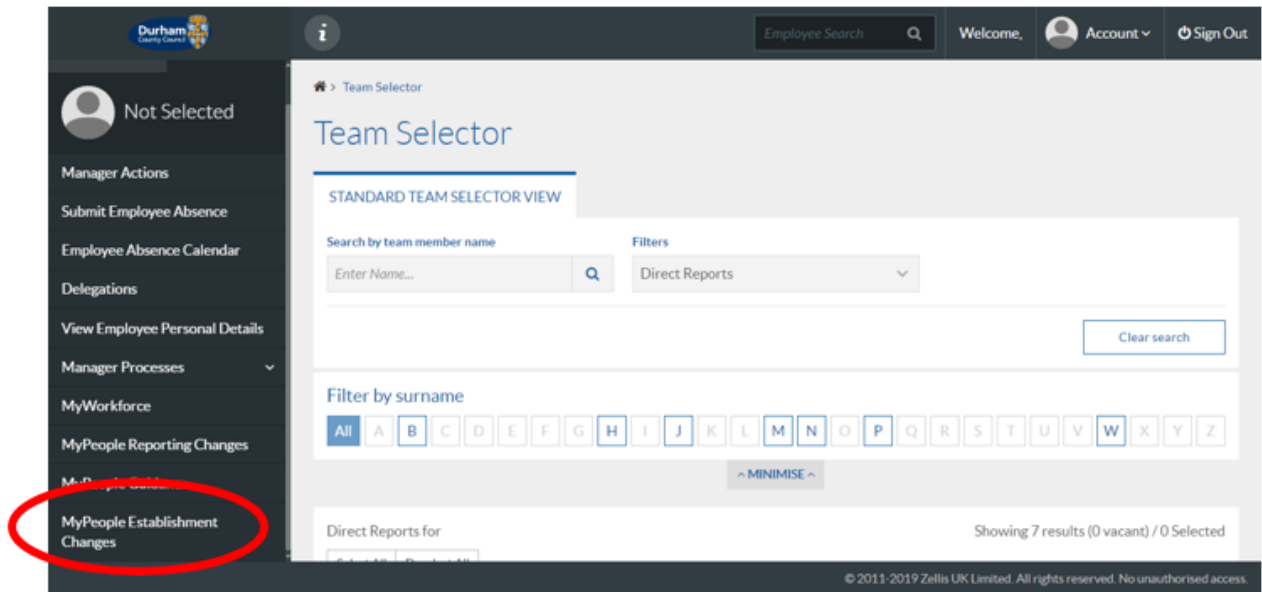 Durham
County Council
i
Employee Search
Welcome,
Account
Sign Out
Not Selected
Manager Actions
Submit Employee Absence
Employee Absence Calendar
Delegations
View Employee Personal Details
Manager Processes
MyWorkforce
MyPeople Reporting Changes
MyPeople Guidance
MyPeople Establishment
Changes
> Team Selector
Team Selector
STANDARD TEAM SELECTOR VIEW
Search by team member name
Filters
Enter Name...
Direct Reports
Clear search
Filter by surname
All A B C D E F G H I J K L M N O P Q R S T U V W X Y Z
MINIMISE
Direct Reports for
Showing 7 results (0 vacant) / 0 Selected
Select All
© 2011-2019 Zellis UK Limited. All rights reserved. No unauthorised access.